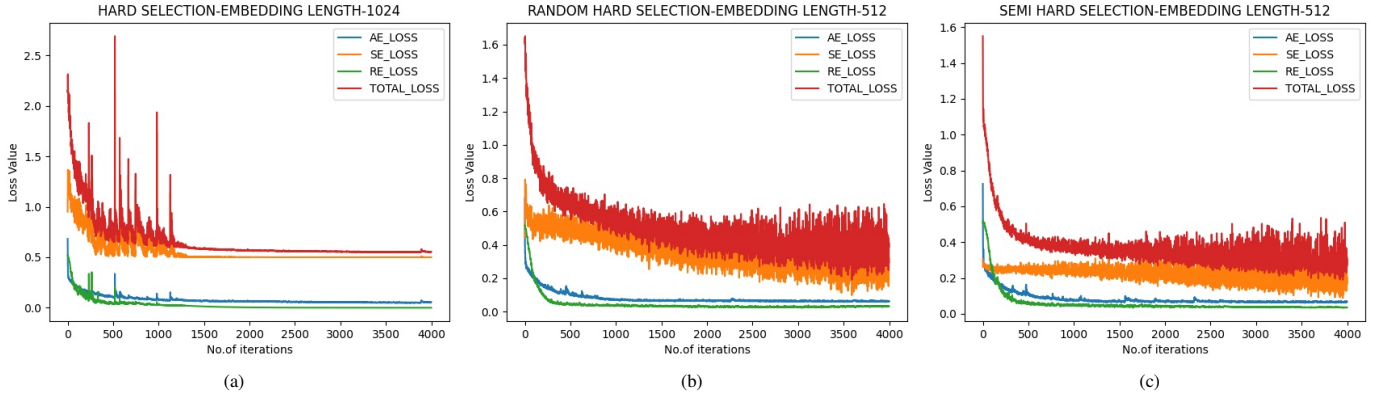 HARD SELECTION-EMBEDDING LENGTH-1024
AE_LOSS
SE_LOSS
RE_LOSS
TOTAL_LOSS
Loss Value
2.5
2.0
1.5
1.0
0.5
0.0
0 500 1000 1500 2000 2500 3000 3500 4000
No.of iterations
(a)
RANDOM HARD SELECTION-EMBEDDING LENGTH-512
AE_LOSS
SE_LOSS
RE_LOSS
TOTAL_LOSS
Loss Value
1.6
1.4
1.2
1.0
0.8
0.6
0.4
0.2
0.0
0 500 1000 1500 2000 2500 3000 3500 4000
No.of iterations
(b)
SEMI HARD SELECTION-EMBEDDING LENGTH-512
AE_LOSS
SE_LOSS
RE_LOSS
TOTAL_LOSS
Loss Value
1.6
1.4
1.2
1.0
0.8
0.6
0.4
0.2
0.0
0 500 1000 1500 2000 2500 3000 3500 4000
No.of iterations
(c)